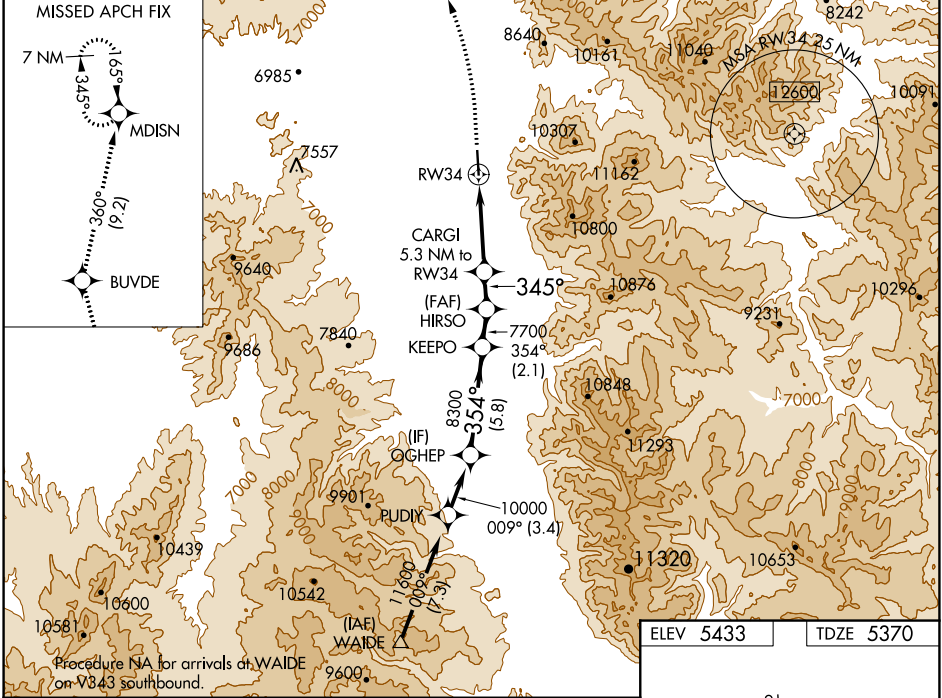 MISSED APCH FIX
7 NM
165°
345°
MDISN
360°
(9.2)
BUVDE
6985
7557
7000
9640
9686
7840
8000
7000
8000
9901
10439
10600
10581
10542
9600
8640
10161
11040
8242
MSA RW34 25 NM
12600
10091
10307
11162
10800
10876
10296
9231
10848
7000
11293
8000
9000
11320
10653
RW34
CARGI
5.3 NM to
RW34
345°
(FAF)
HIRSO
7700
354°
(2.1)
KEEPO
8300
354°
(5.8)
(IF)
OGHEP
PUDIY
10000
009° (3.4)
11600
009°
(7.3)
(IAF)
WAIDE
Procedure NA for arrivals at WAIDE
on V343 southbound.
ELEV 5433
TDZE 5370